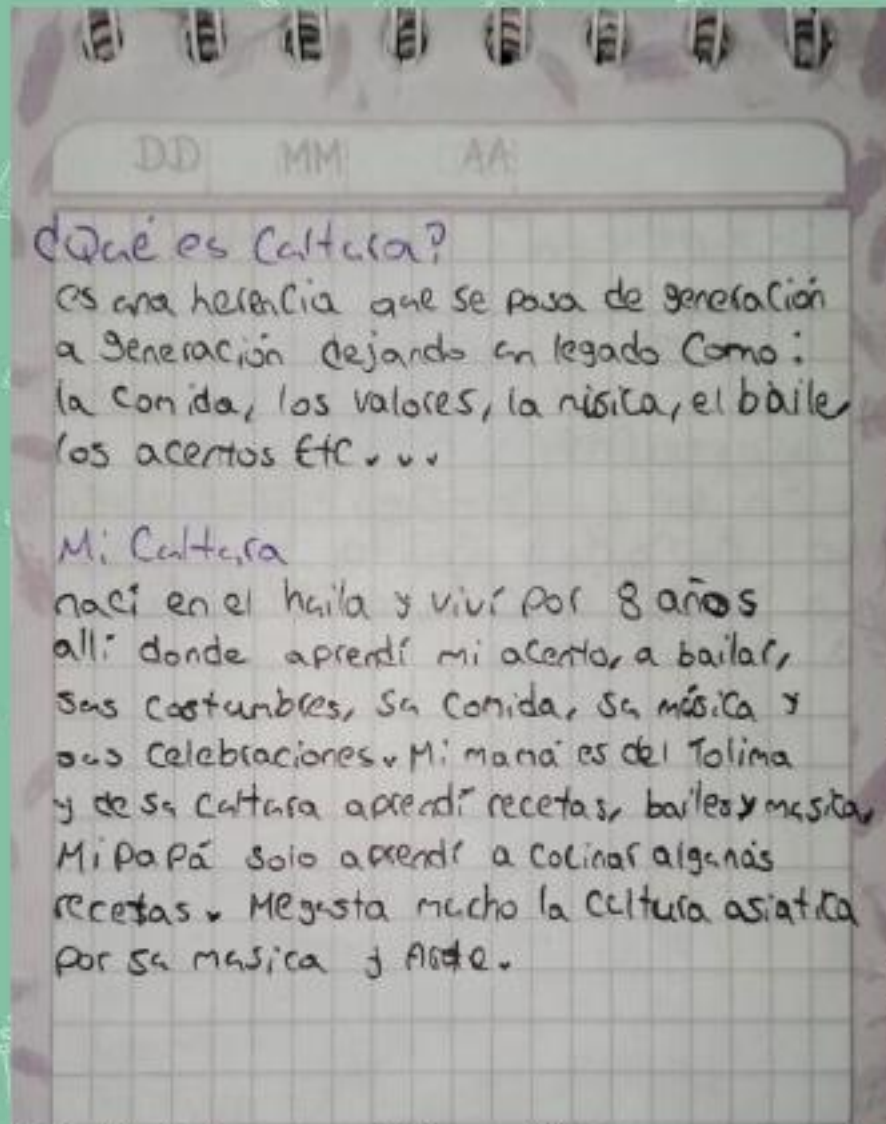 DD MM AA
¿Qué es Cultura?
es una herencia que se pasa de generación
a generación dejando un legado Como:
la comida, los valores, la música, el baile,
los acentos Etc...
Mi Cultura
nací en el huila y viví por 8 años
allí donde aprendí mi acento, a bailar,
sus costumbres, su comida, su música y
sus celebraciones. Mi mamá es del Tolima
y de su cultura aprendí recetas, bailes y musica,
Mi papá solo aprendí a cocinar algunas
recetas. Me gusta mucho la cultura asiatica
por su musica y Arte.